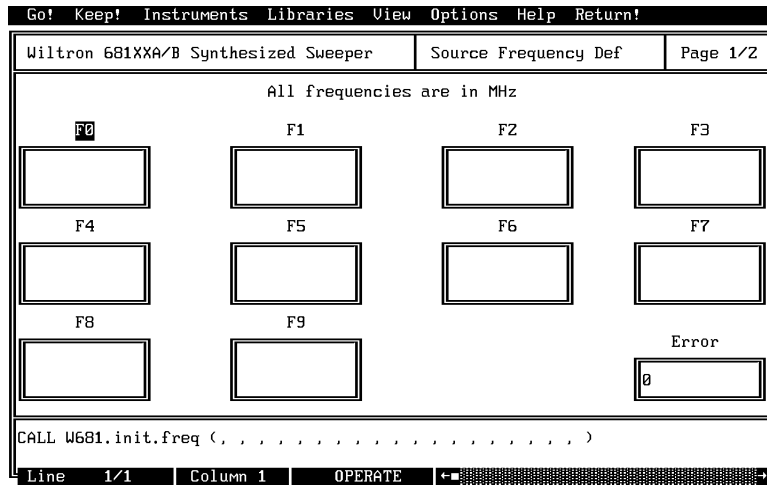 Go! Keep! Instruments Libraries View Options Help Return!
Wiltron 681XXA/B Synthesized Sweeper Source Frequency Def Page 1/2
All frequencies are in MHz
F0 F1 F2 F3
F4 F5 F6 F7
F8 F9
Error
0
CALL W681.init.freq (, , , , , , , , , , , , , , , , , , , )
Line 1/1 Column 1 OPERATE